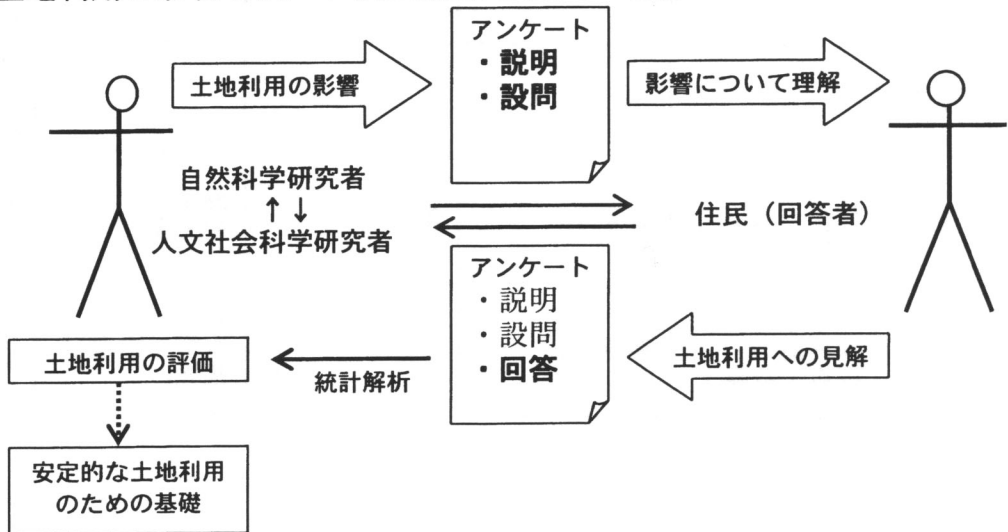 アンケート
・説明
・設問
土地利用の影響
影響について理解
自然科学研究者
↑↓
人文社会科学研究者
住民（回答者）
アンケート
・説明
・設問
・回答
土地利用への見解
統計解析
土地利用の評価
安定的な土地利用
のための基礎